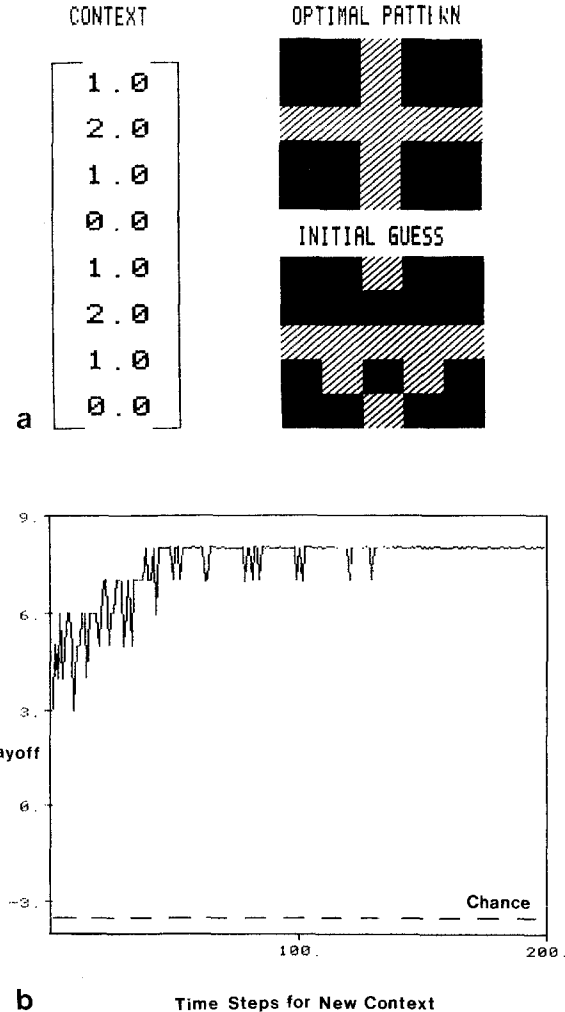 CONTEXT
1.0
2.0
1.0
0.0
1.0
2.0
1.0
0.0
a
OPTIMAL PATTERN
INITIAL GUESS
9.
6.
3.
0.
-3.
ayoff
Chance
100.
200.
b
Time Steps for New Context